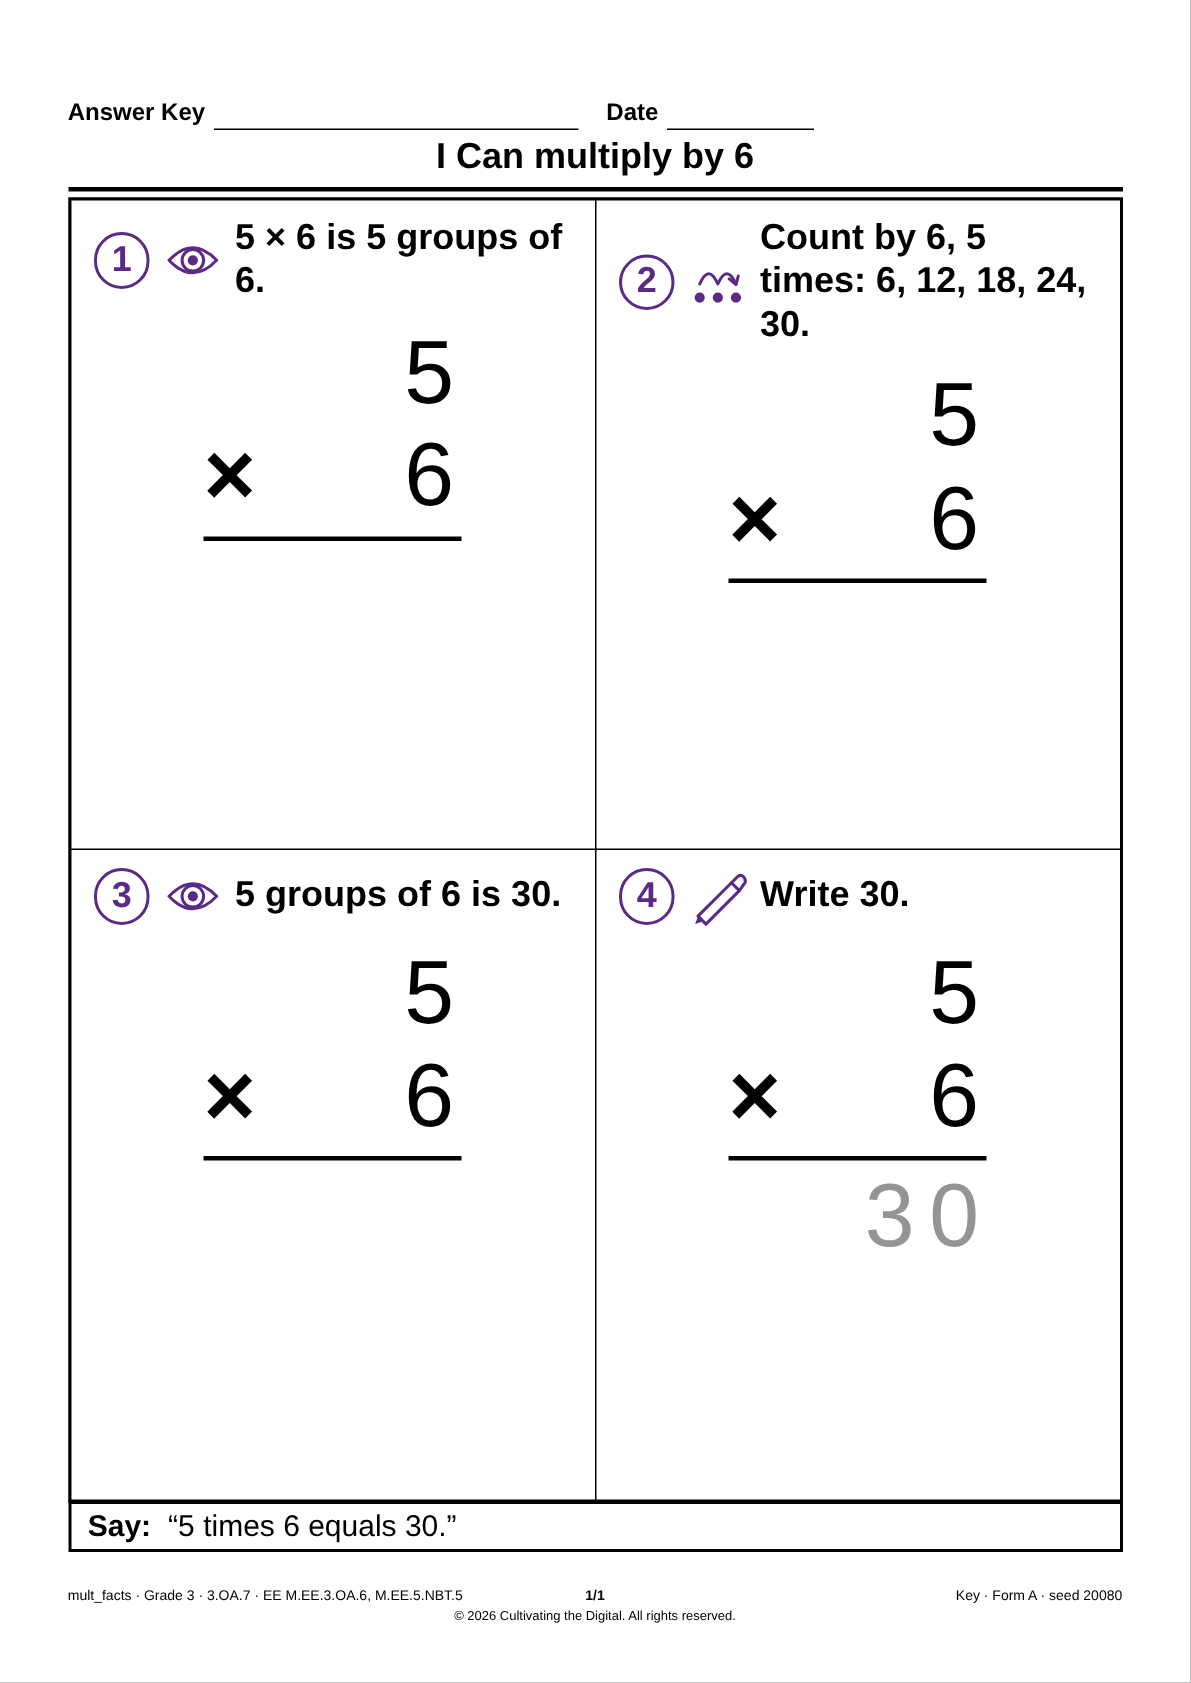 Answer Key
Date
I Can multiply by 6
1
5 × 6 is 5 groups of
6.
5
× 6
2
Count by 6, 5
times: 6, 12, 18, 24,
30.
5
× 6
3
5 groups of 6 is 30.
5
× 6
4
Write 30.
5
× 6
30
Say: “5 times 6 equals 30.”
mult_facts · Grade 3 · 3.OA.7 · EE M.EE.3.OA.6, M.EE.5.NBT.5
1/1
Key · Form A · seed 20080
© 2026 Cultivating the Digital. All rights reserved.